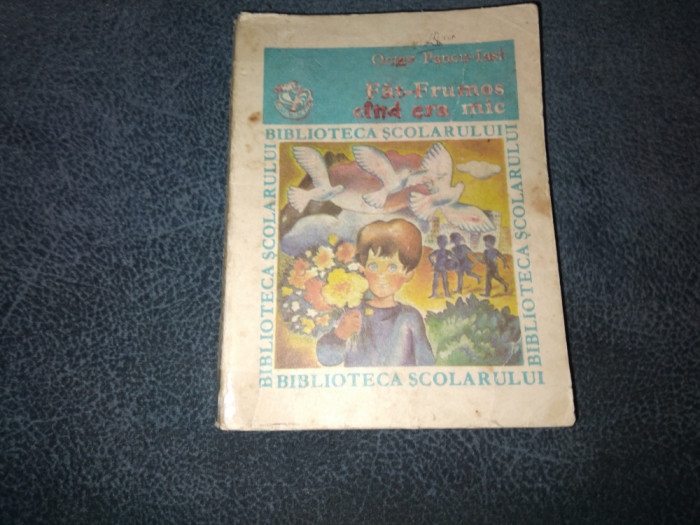 Octav Pancu-Iași
Făt-Frumos
cînd era mic
BIBLIOTECA ȘCOLARULUI
BIBLIOTECA ȘCOLARULUI
BIBLIOTECA ȘCOLARULUI
BIBLIOTECA ȘCOLARULUI